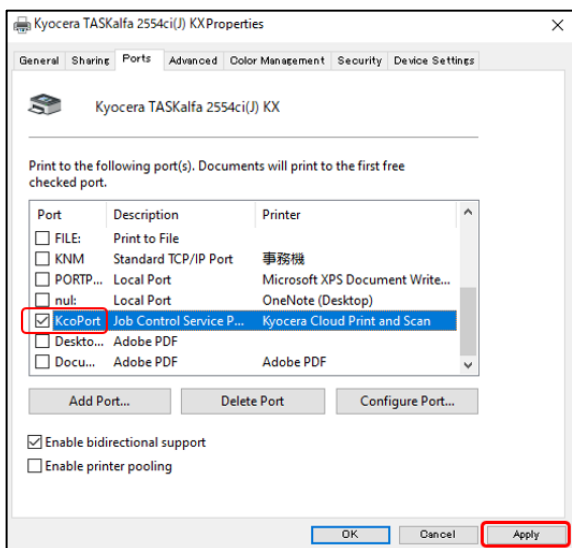 Kyocera TASKalfa 2554ci(J) KXProperties
General Sharing Ports Advanced Color Management Security Device Settings
Kyocera TASKalfa 2554ci(J) KX
Print to the following port(s). Documents will print to the first free
checked port.
Port Description Printer
FILE: Print to File
KNM Standard TCP/IP Port 事務機
PORTP... Local Port Microsoft XPS Document Write...
nul: Local Port OneNote (Desktop)
KcoPort Job Control Service P... Kyocera Cloud Print and Scan
Deskto... Adobe PDF
Docu... Adobe PDF Adobe PDF
Add Port... Delete Port Configure Port...
Enable bidirectional support
Enable printer pooling
OK Cancel Apply